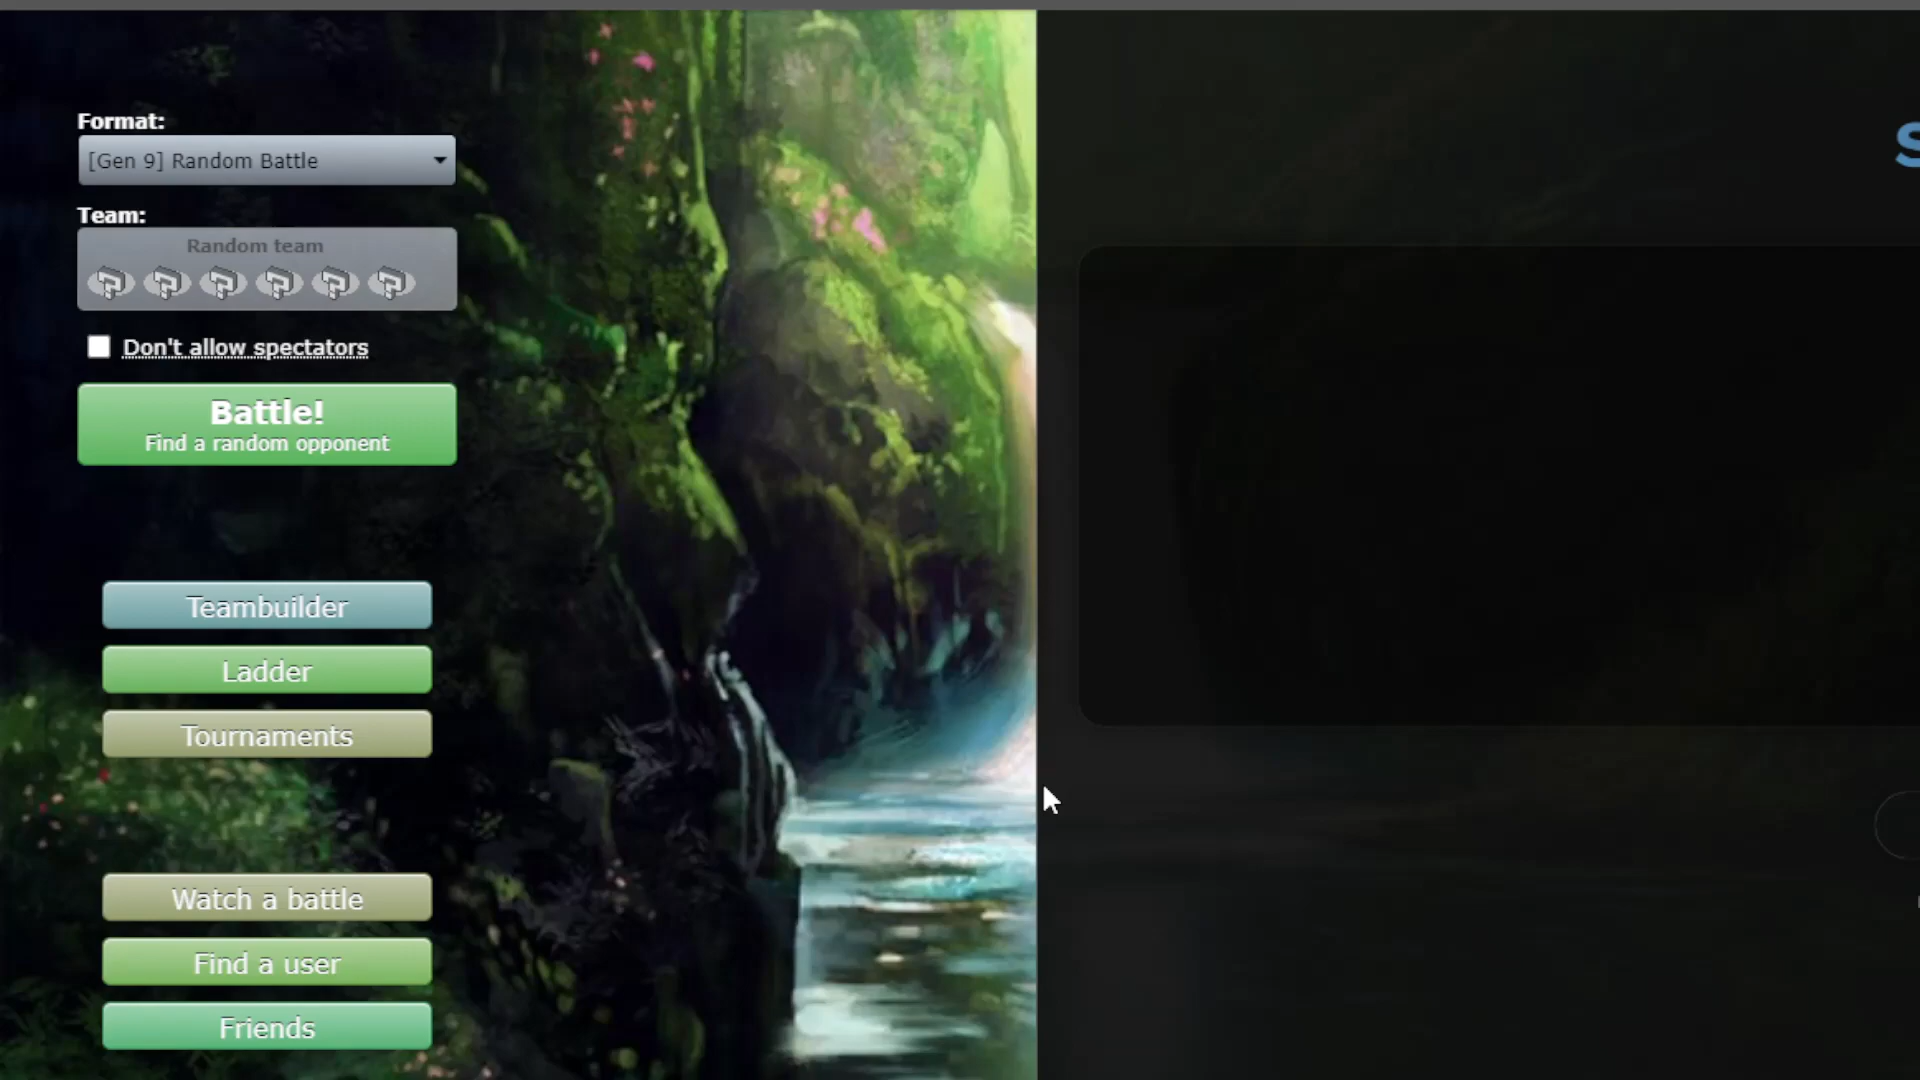 Format:
[Gen 9] Random Battle
Team:
Random team
Don't allow spectators
Battle!
Find a random opponent
Teambuilder
Ladder
Tournaments
Watch a battle
Find a user
Friends